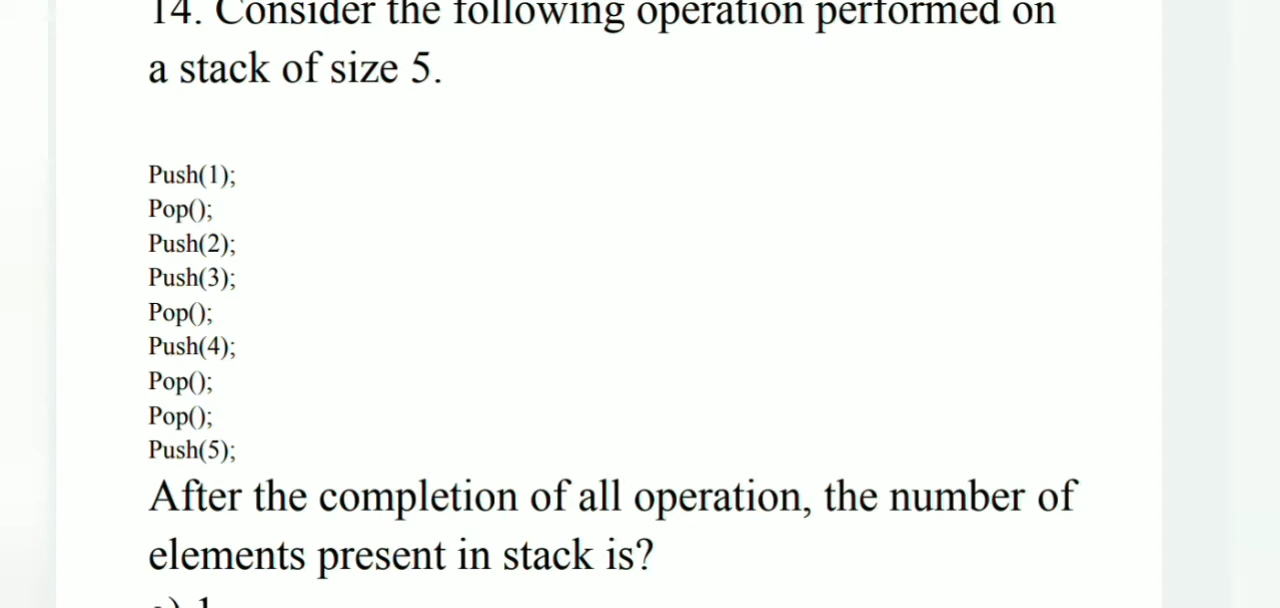 14. Consider the following operation performed on
a stack of size 5.
Push(1);
Pop();
Push(2);
Push(3);
Pop();
Push(4);
Pop();
Pop();
Push(5);
After the completion of all operation, the number of
elements present in stack is?
a) 1